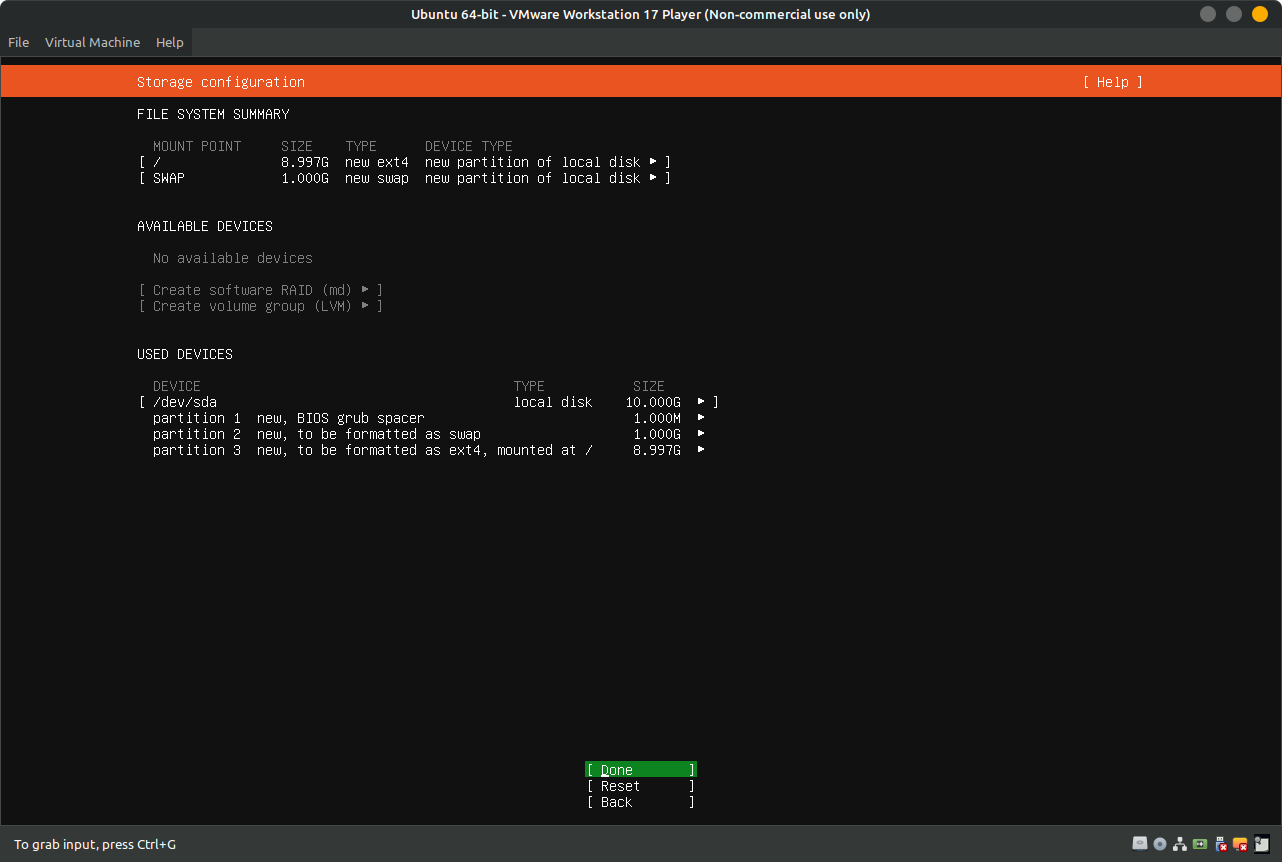 Ubuntu 64-bit - VMware Workstation 17 Player (Non-commercial use only)
File Virtual Machine Help
Storage configuration [ Help ]
FILE SYSTEM SUMMARY
MOUNT POINT SIZE TYPE DEVICE TYPE
[ / 8.997G new ext4 new partition of local disk ▸ ]
[ SWAP 1.000G new swap new partition of local disk ▸ ]
AVAILABLE DEVICES
No available devices
[ Create software RAID (md) ▸ ]
[ Create volume group (LVM) ▸ ]
USED DEVICES
DEVICE TYPE SIZE
[ /dev/sda local disk 10.000G ▸ ]
partition 1 new, BIOS grub spacer 1.000M ▸
partition 2 new, to be formatted as swap 1.000G ▸
partition 3 new, to be formatted as ext4, mounted at / 8.997G ▸
[ Done ]
[ Reset ]
[ Back ]
To grab input, press Ctrl+G